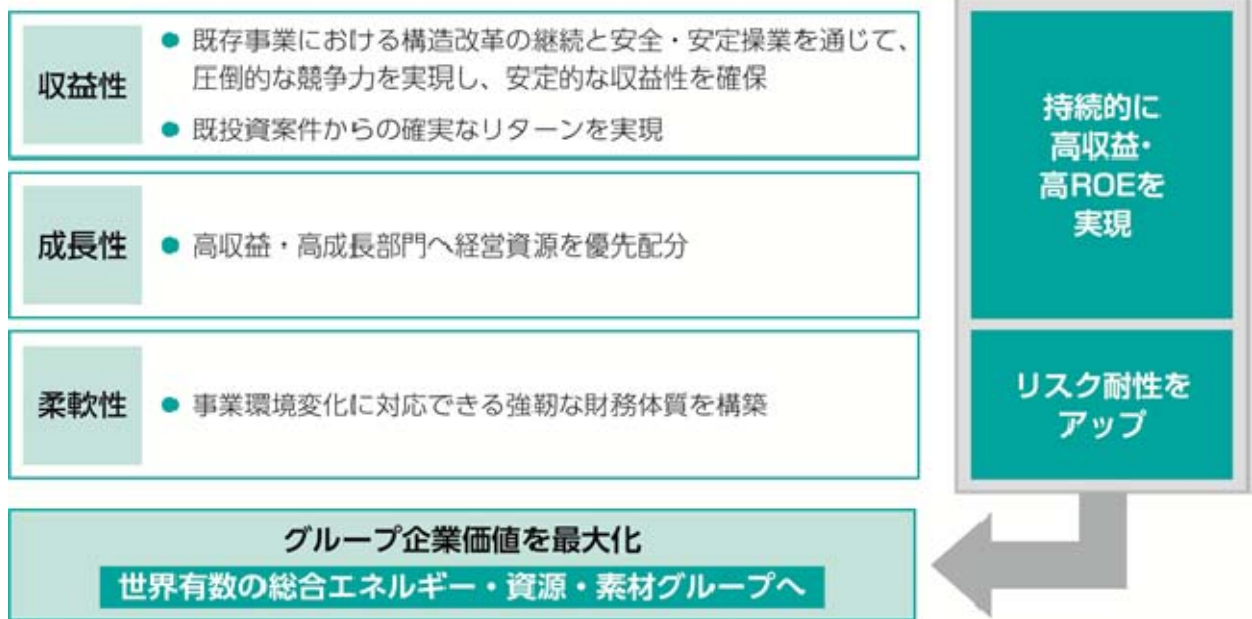 収益性
● 既存事業における構造改革の継続と安全・安定操業を通じて、
圧倒的な競争力を実現し、安定的な収益性を確保
● 既投資案件からの確実なリターンを実現
成長性
● 高収益・高成長部門へ経営資源を優先配分
柔軟性
● 事業環境変化に対応できる強靭な財務体質を構築
持続的に
高収益・
高ROEを
実現
リスク耐性を
アップ
グループ企業価値を最大化
世界有数の総合エネルギー・資源・素材グループへ